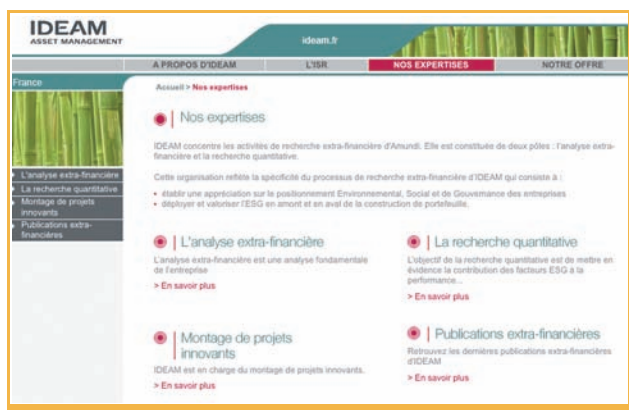 IDEAM
ASSET MANAGEMENT
ideam.fr
A PROPOS D'IDEAM
L'ISR
NOS EXPERTISES
NOTRE OFFRE
France
L'analyse extra-financière
La recherche quantitative
Montage de projets
innovants
Publications extra-
financières
Accueil > Nos expertises
Nos expertises
IDEAM concentre les activités de recherche extra-financière d'Amundi. Elle est constituée de deux pôles : l'analyse extra-
financière et la recherche quantitative.
Cette organisation reflète la spécificité du processus de recherche extra-financière d'IDEAM qui consiste à :
• établir une appréciation sur le positionnement Environnemental, Social et de Gouvernance des entreprises
• déployer et valoriser l'ESG en amont et en aval de la construction de portefeuille.
L'analyse extra-financière
L'analyse extra-financière est une analyse fondamentale
de l'entreprise
> En savoir plus
La recherche quantitative
L'objectif de la recherche quantitative est de mettre en
évidence la contribution des facteurs ESG à la
performance...
> En savoir plus
Montage de projets
innovants
IDEAM est en charge du montage de projets innovants.
> En savoir plus
Publications extra-financières
Retrouvez les dernières publications extra-financières
d'IDEAM
> En savoir plus